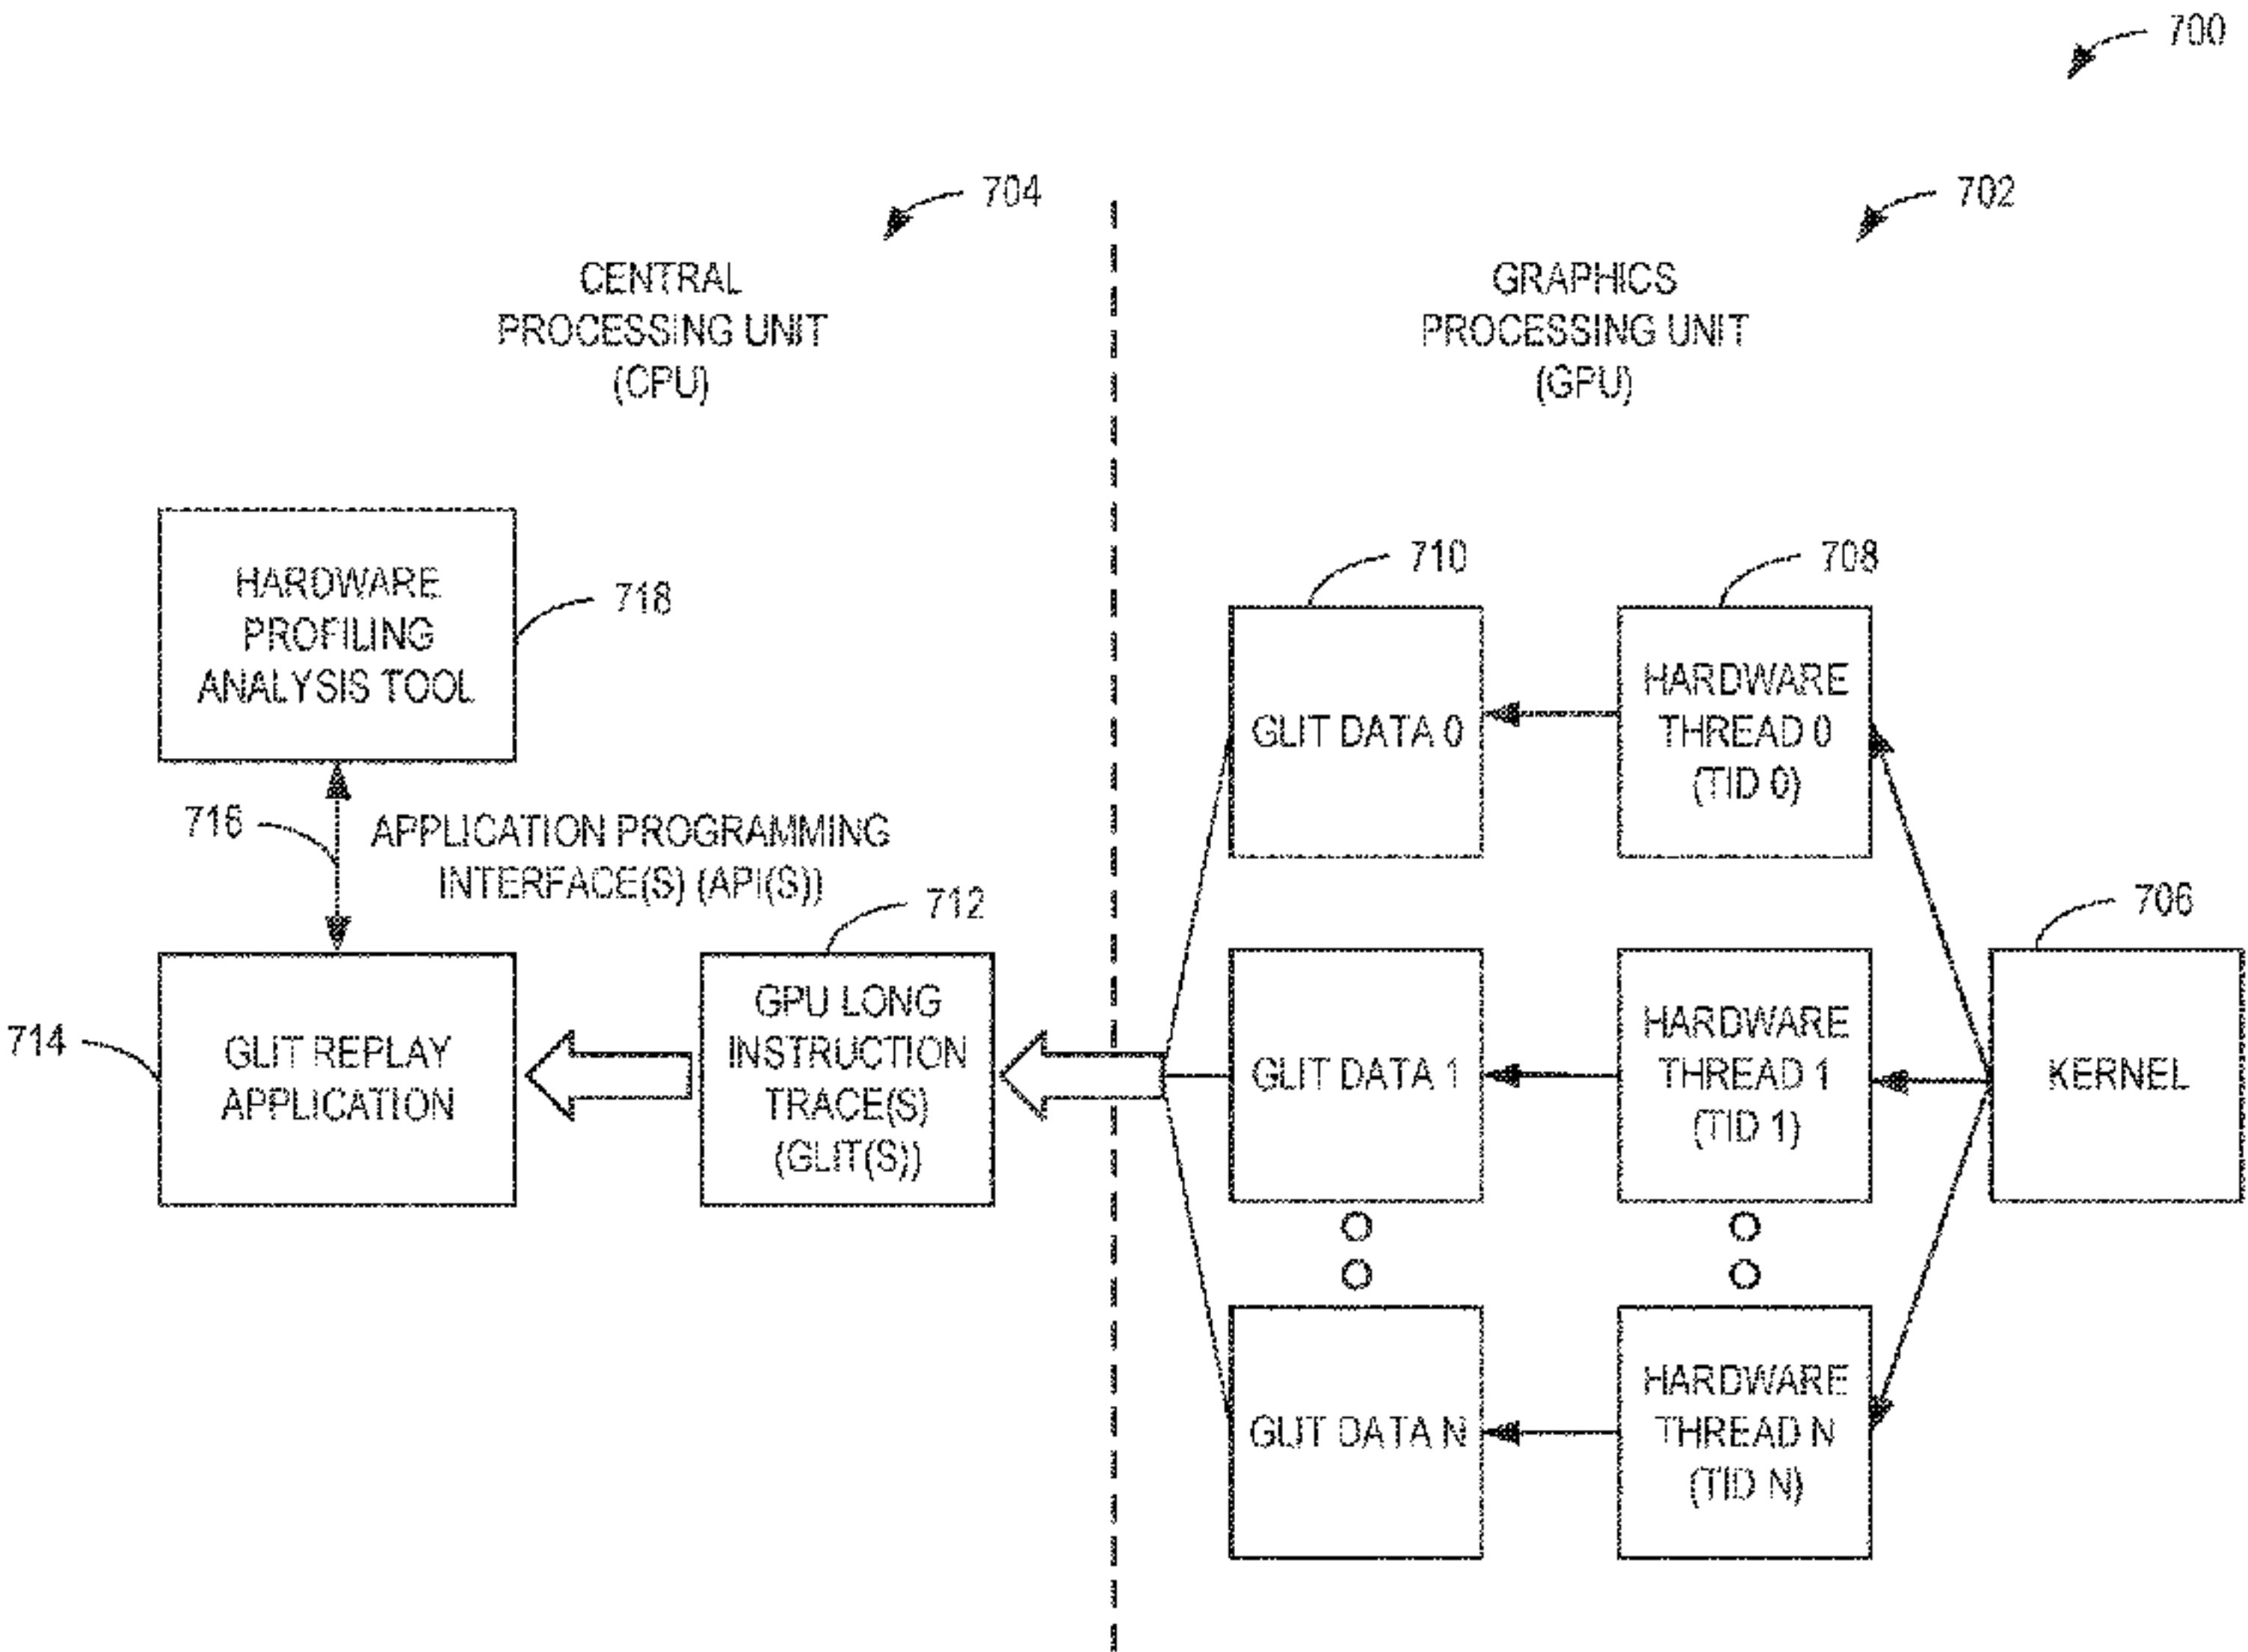 700
704
702
CENTRAL
PROCESSING UNIT
(CPU)
GRAPHICS
PROCESSING UNIT
(GPU)
HARDWARE
PROFILING
ANALYSIS TOOL
718
710
708
GLIT DATA 0
HARDWARE
THREAD 0
(TID 0)
716
APPLICATION PROGRAMMING
INTERFACE(S) (API(S))
712
706
714
GLIT REPLAY
APPLICATION
GPU LONG
INSTRUCTION
TRACE(S)
(GLIT(S))
GLIT DATA 1
HARDWARE
THREAD 1
(TID 1)
KERNEL
GLIT DATA N
HARDWARE
THREAD N
(TID N)